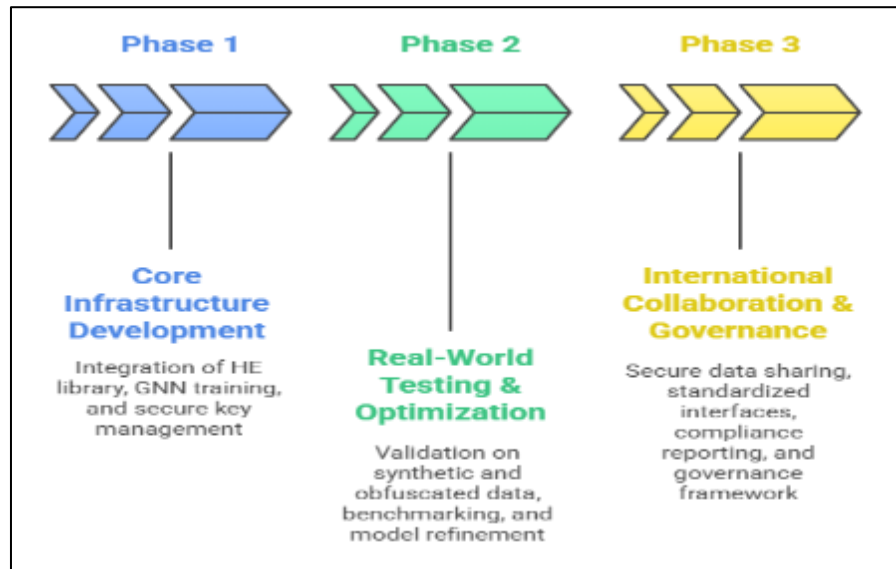 Phase 1
Phase 2
Phase 3
Core
Infrastructure
Development
Integration of HE
library, GNN training,
and secure key
management
Real-World
Testing &
Optimization
Validation on
synthetic and
obfuscated data,
benchmarking, and
model refinement
International
Collaboration &
Governance
Secure data sharing,
standardized
interfaces,
compliance
reporting, and
governance
framework